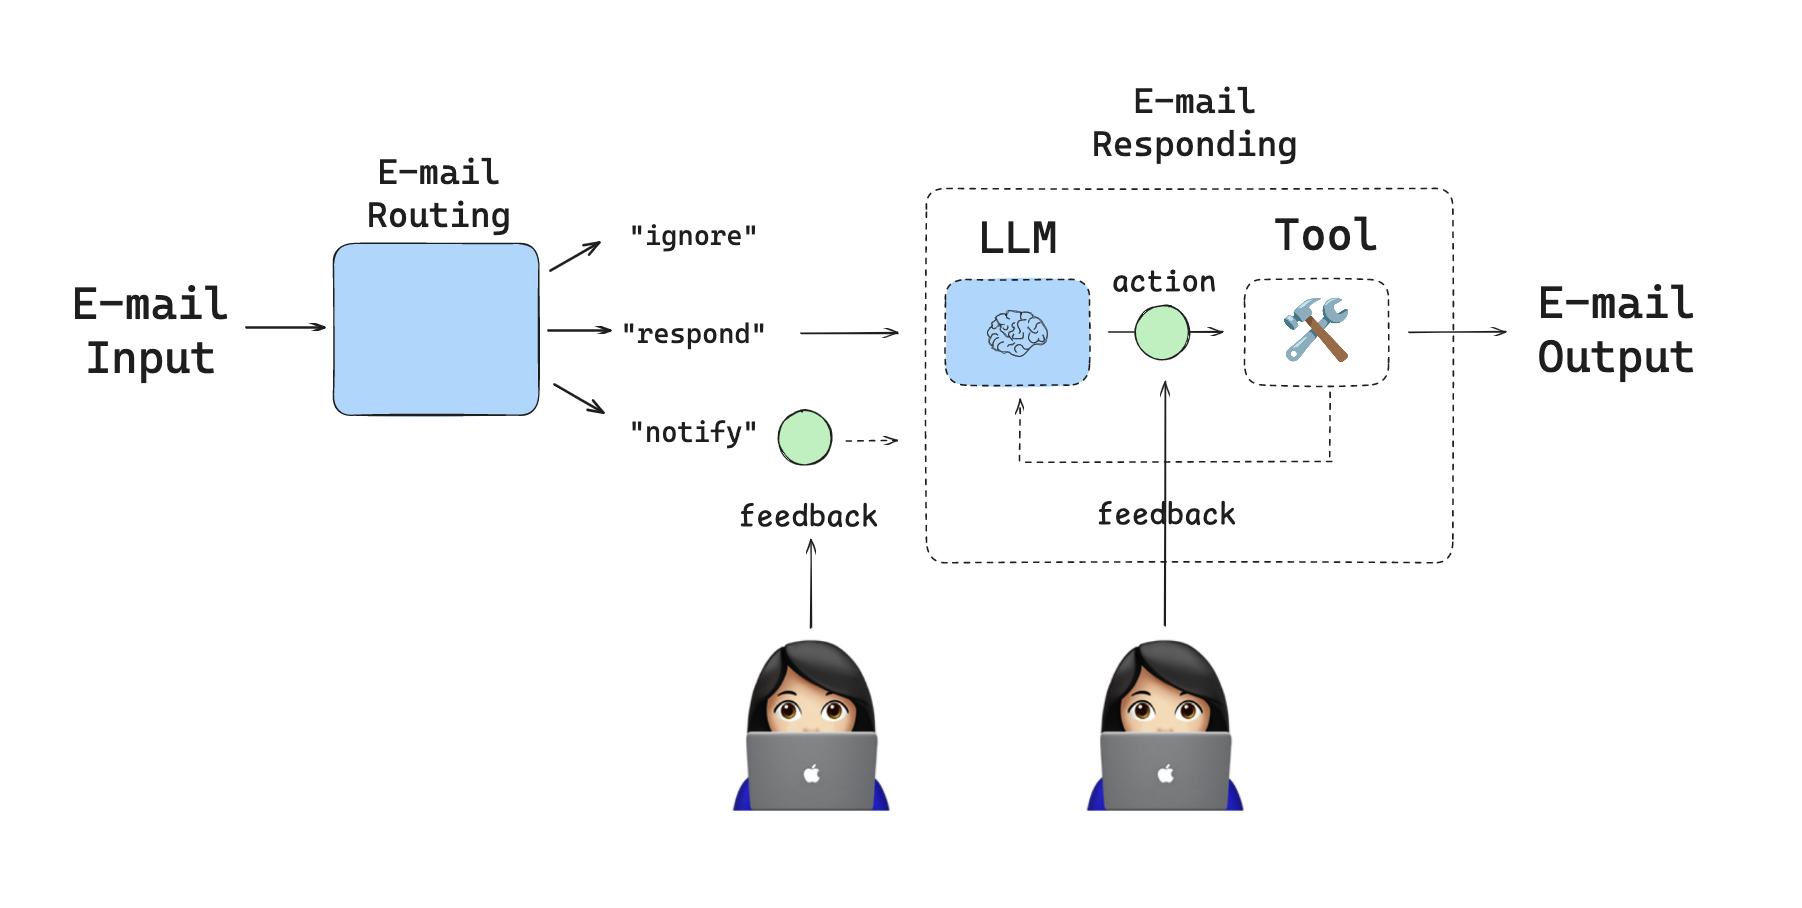 E-mail
Responding
E-mail
Routing
"ignore"
LLM
Tool
action
E-mail
Input
"respond"
E-mail
Output
"notify"
feedback
feedback